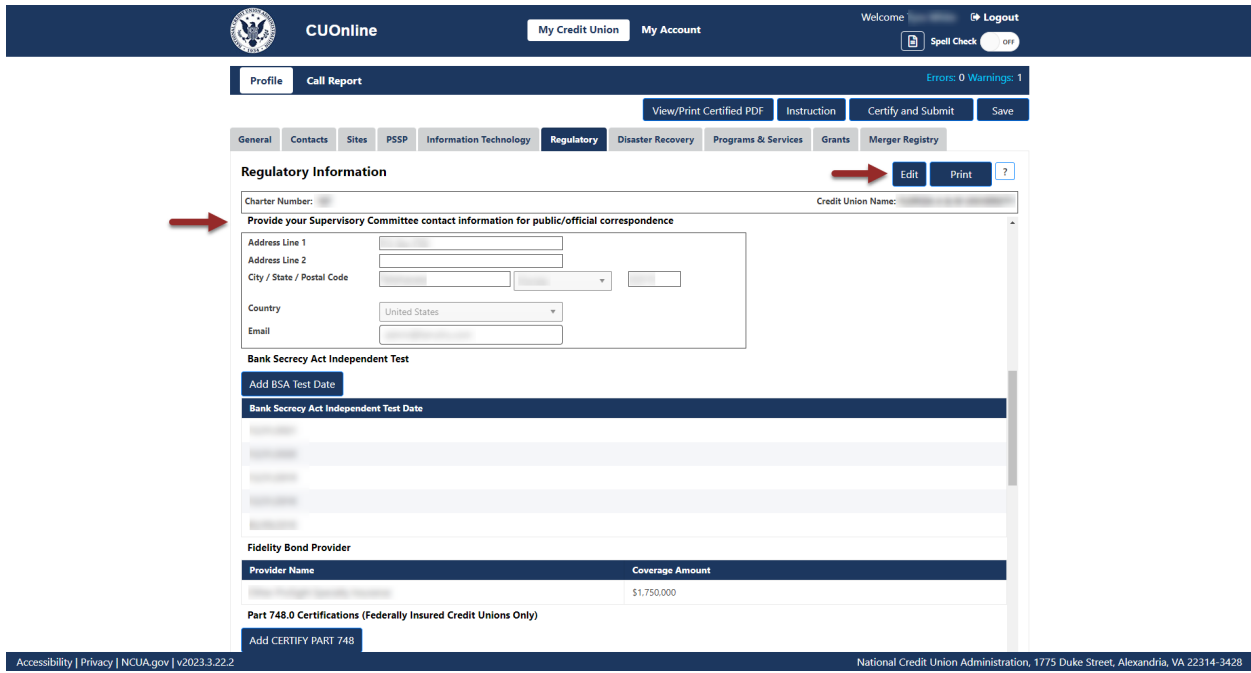 CUOnline
My Credit Union My Account
Welcome
Logout
Spell Check OFF
Profile Call Report Errors: 0 Warnings: 1
View/Print Certified PDF Instruction Certify and Submit Save
General Contacts Sites PSSP Information Technology Regulatory Disaster Recovery Programs & Services Grants Merger Registry
Regulatory Information Edit Print ?
Charter Number: Credit Union Name:
Provide your Supervisory Committee contact information for public/official correspondence
Address Line 1
Address Line 2
City / State / Postal Code
Country United States
Email
Bank Secrecy Act Independent Test
Add BSA Test Date
Bank Secrecy Act Independent Test Date
Fidelity Bond Provider
Provider Name Coverage Amount
$1,750,000
Part 748.0 Certifications (Federally Insured Credit Unions Only)
Add CERTIFY PART 748
Accessibility | Privacy | NCUA.gov | v2023.3.22.2 National Credit Union Administration, 1775 Duke Street, Alexandria, VA 22314-3428